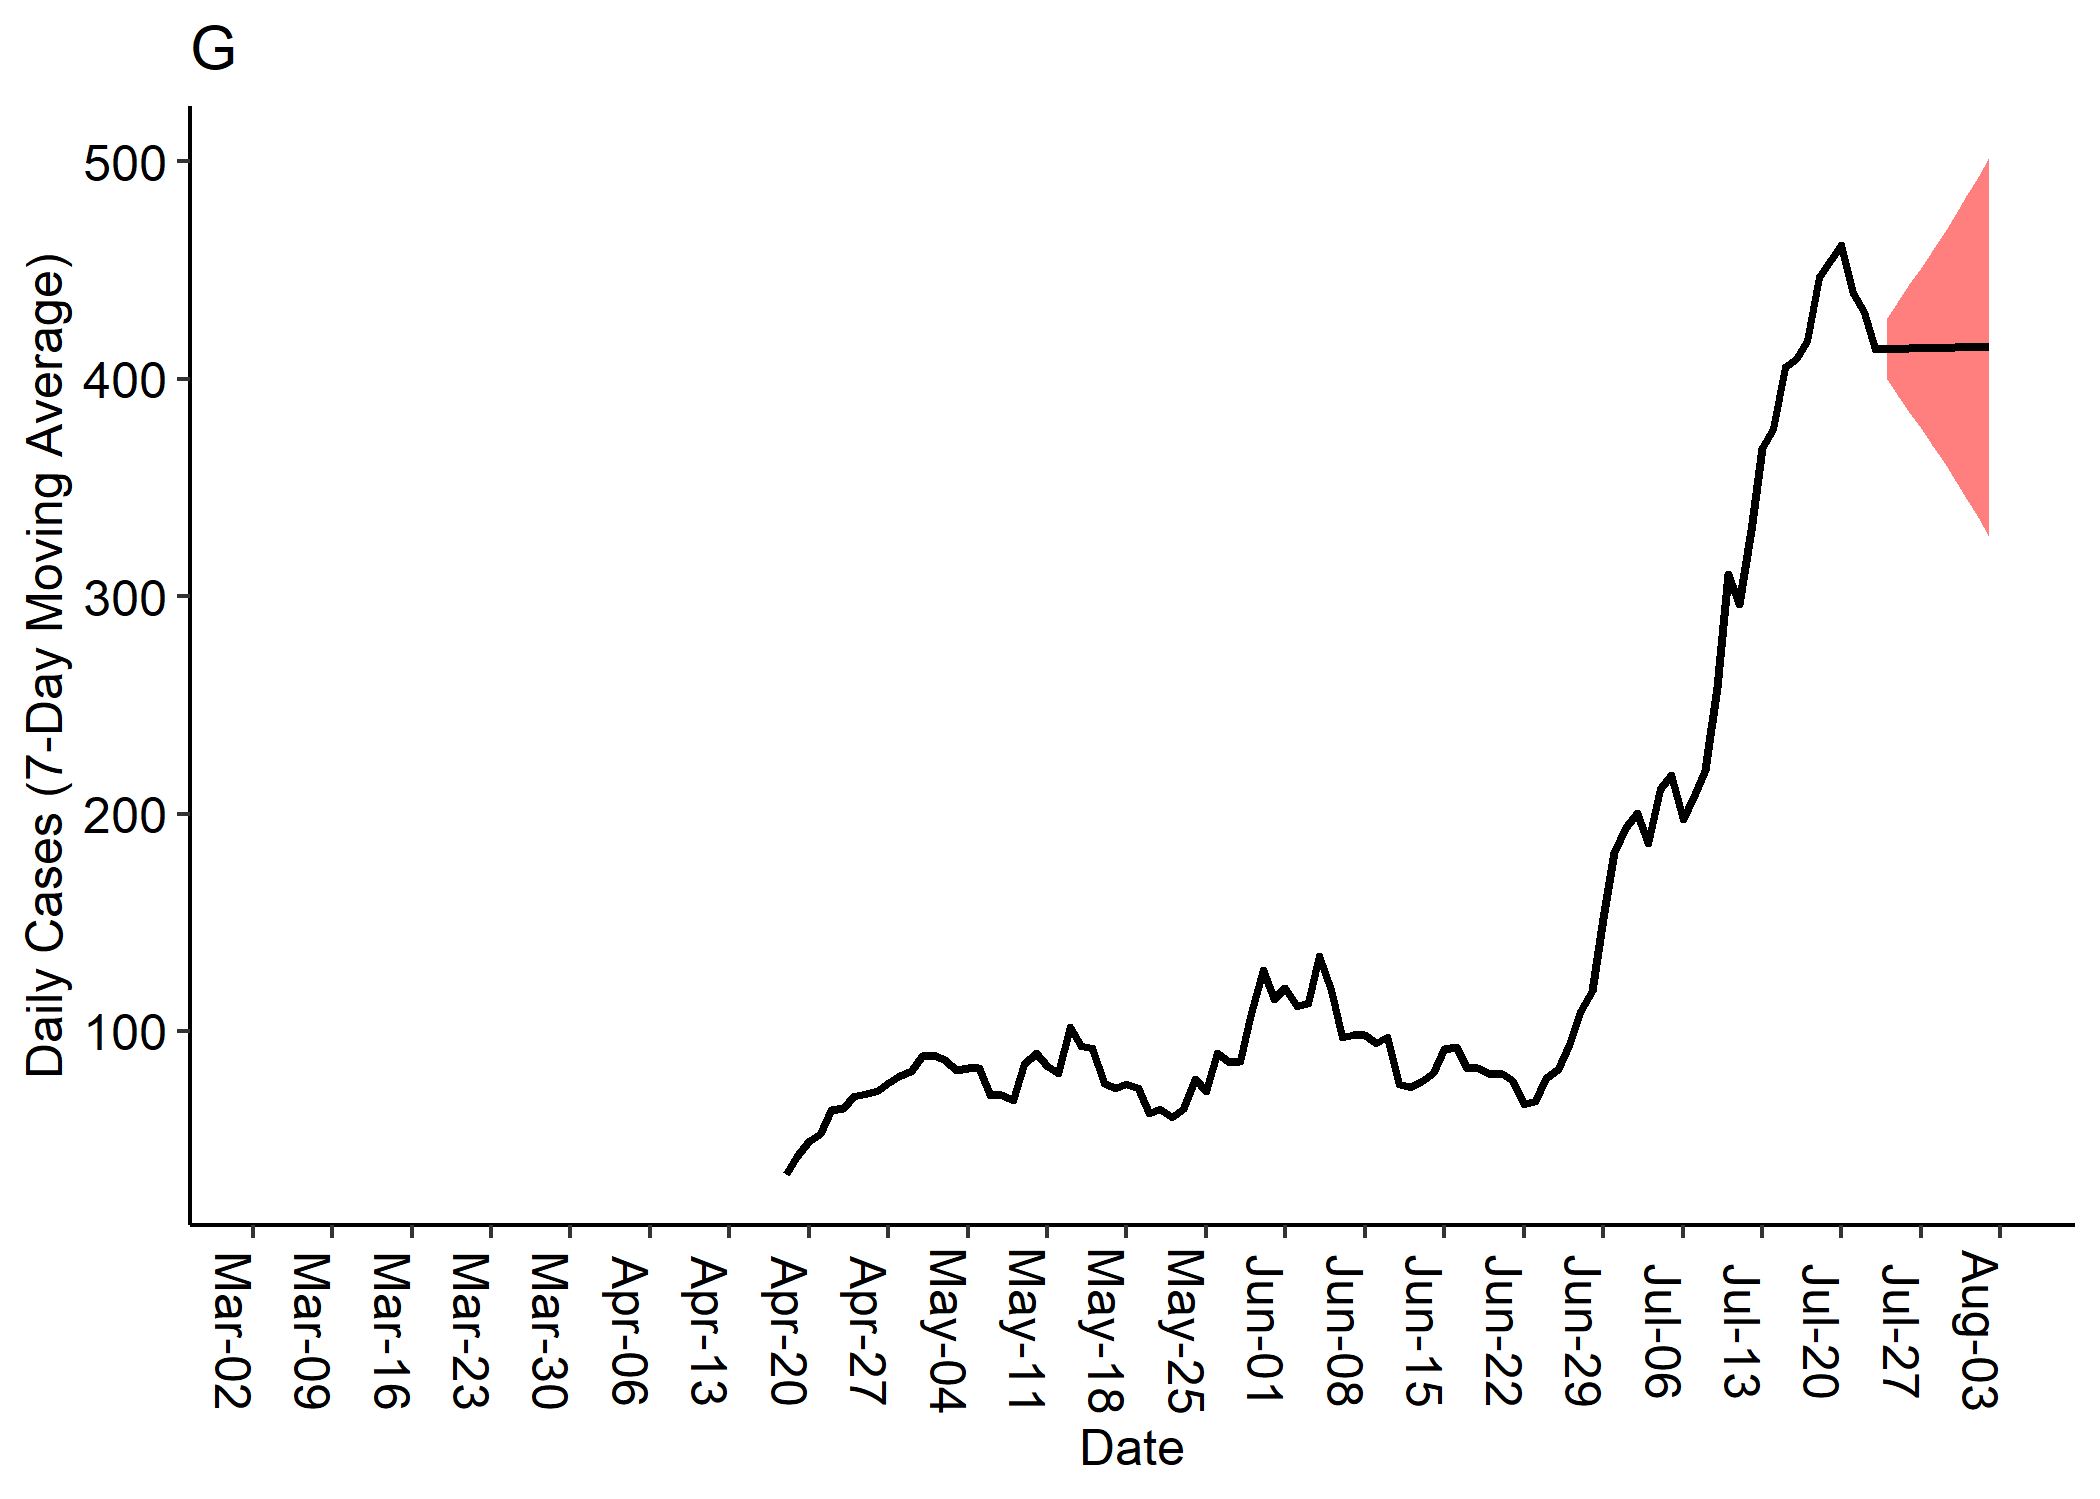 G
Daily Cases (7-Day Moving Average)
500
400
300
200
100
Mar-02
Mar-09
Mar-16
Mar-23
Mar-30
Apr-06
Apr-13
Apr-20
Apr-27
May-04
May-11
May-18
May-25
Jun-01
Jun-08
Jun-15
Jun-22
Jun-29
Jul-06
Jul-13
Jul-20
Jul-27
Aug-03
Date